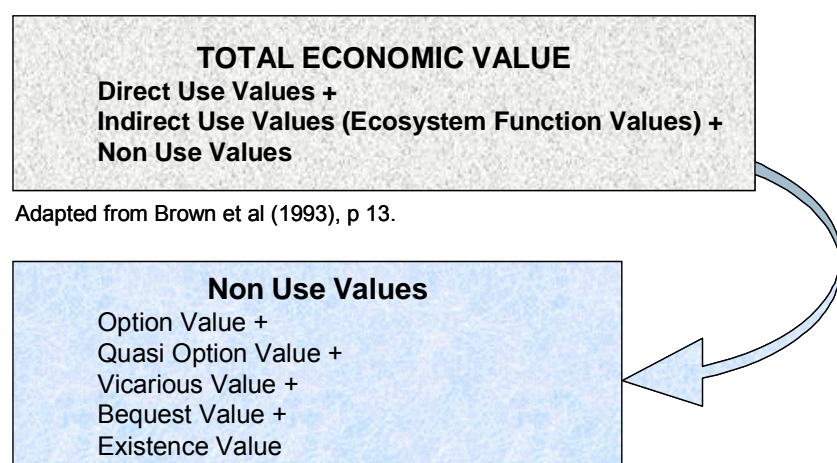 TOTAL ECONOMIC VALUE
Direct Use Values +
Indirect Use Values (Ecosystem Function Values) +
Non Use Values
Adapted from Brown et al (1993), p 13.
Non Use Values
Option Value +
Quasi Option Value +
Vicarious Value +
Bequest Value +
Existence Value